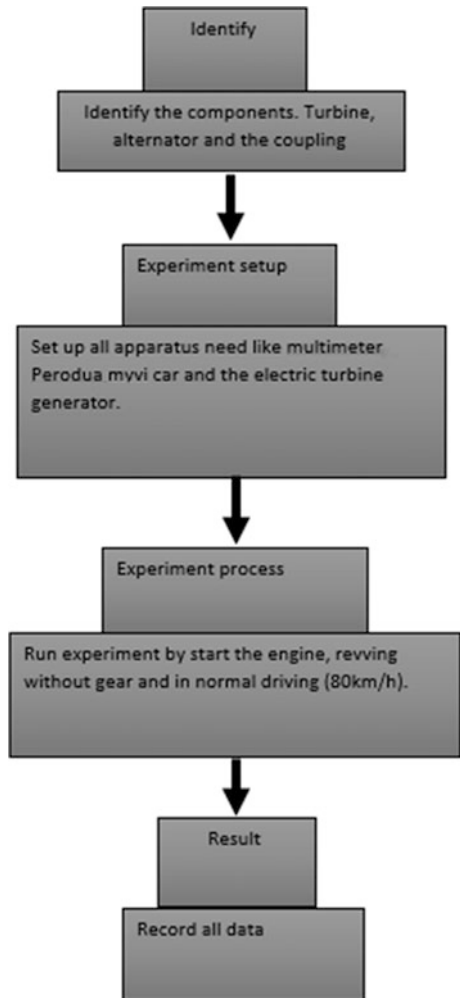 Identify
Identify the components. Turbine,
alternator and the coupling
Experiment setup
Set up all apparatus need like multimeter
Perodua myvi car and the electric turbine
generator.
Experiment process
Run experiment by start the engine, revving
without gear and in normal driving (80km/h).
Result
Record all data